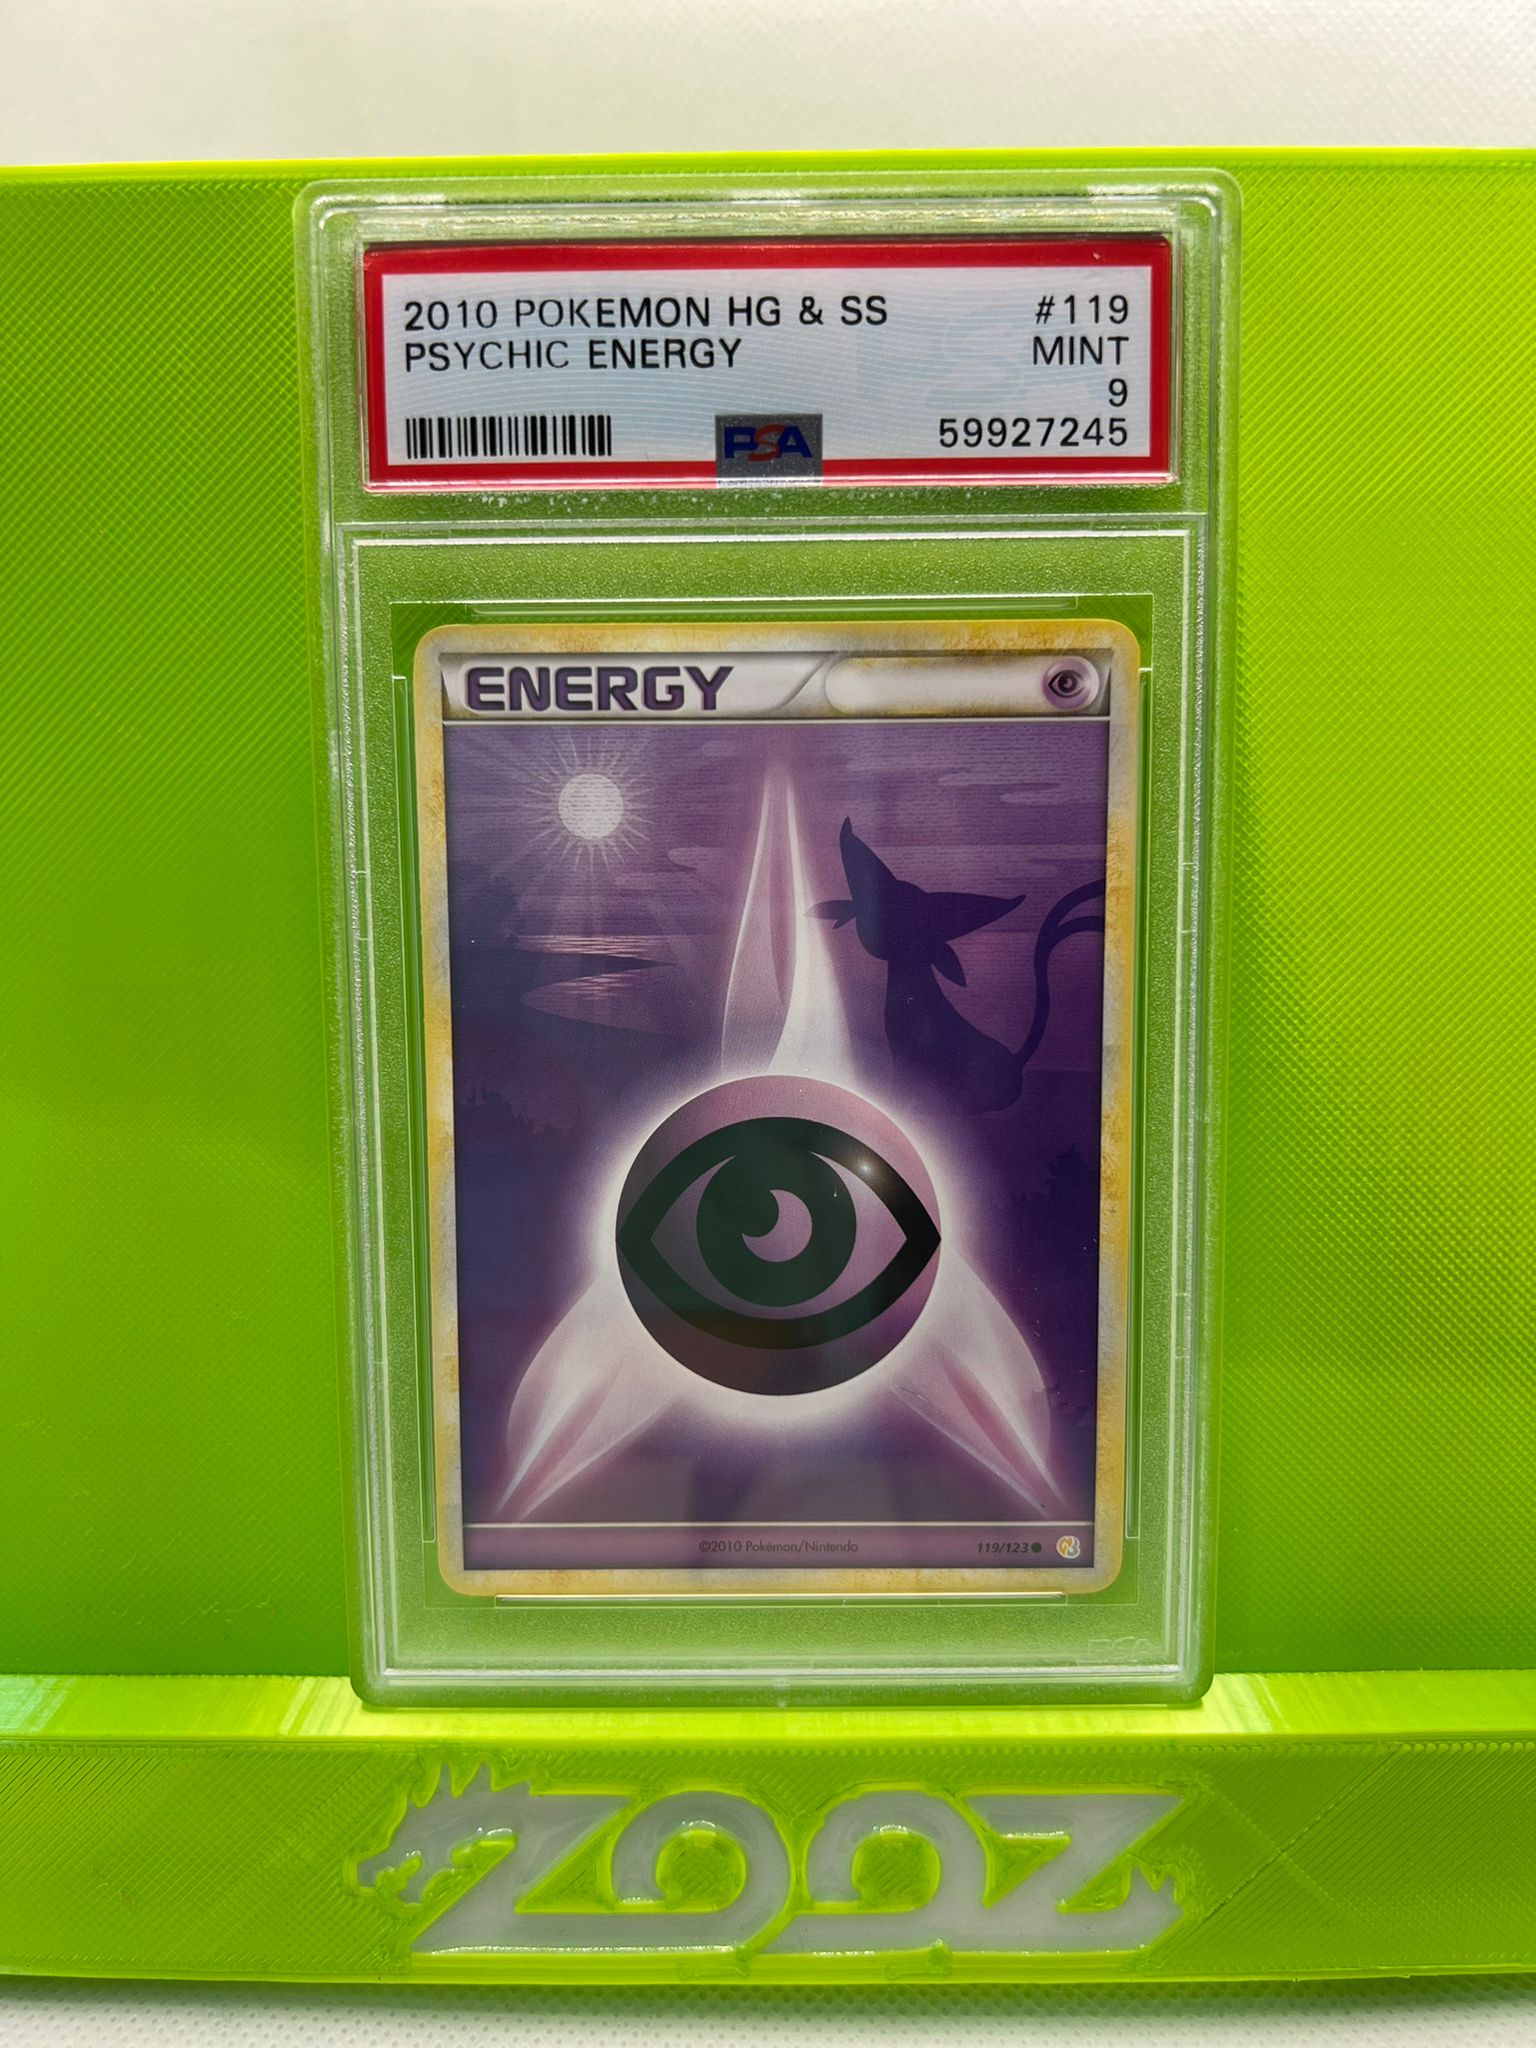 2010 POKEMON HG & SS #119
PSYCHIC ENERGY MINT
9
PSA 59927245
ENERGY
©2010 Pokémon/Nintendo 119/123
ZOOZ